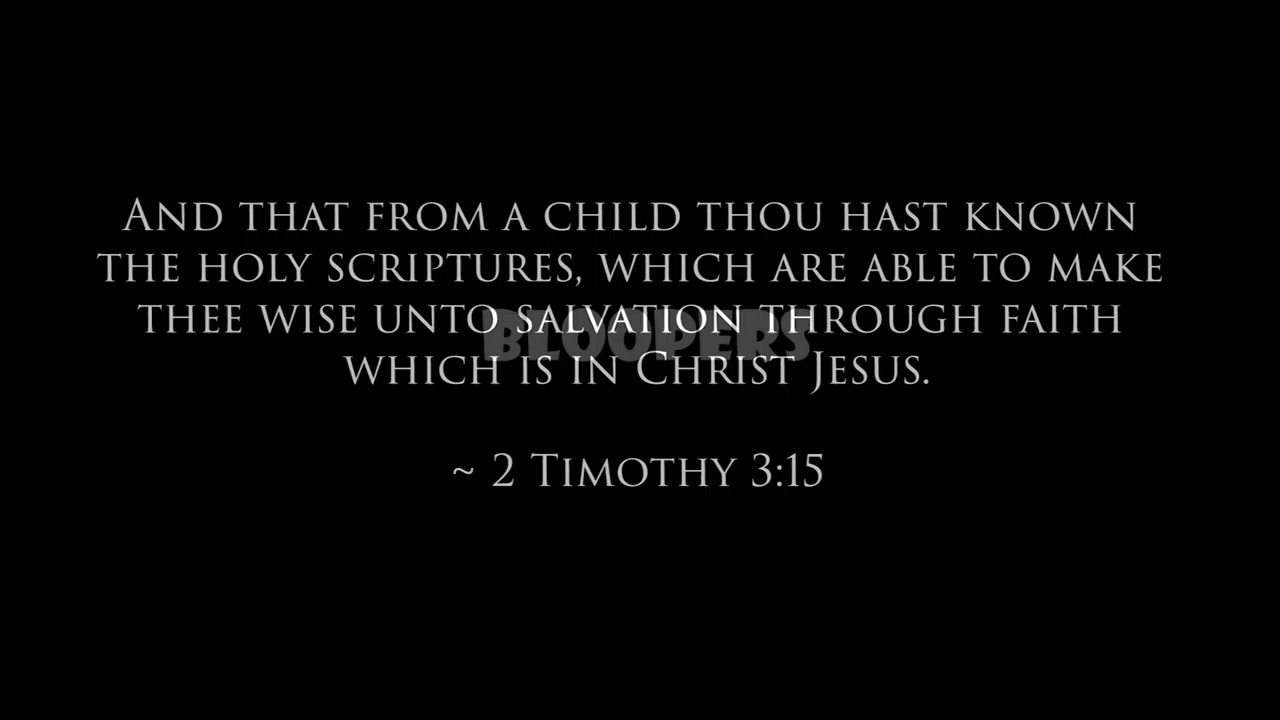 And that from a child thou hast known
the holy scriptures, which are able to make
thee wise unto salvation through faith
BLOOPERS
which is in Christ Jesus.
~ 2 Timothy 3:15